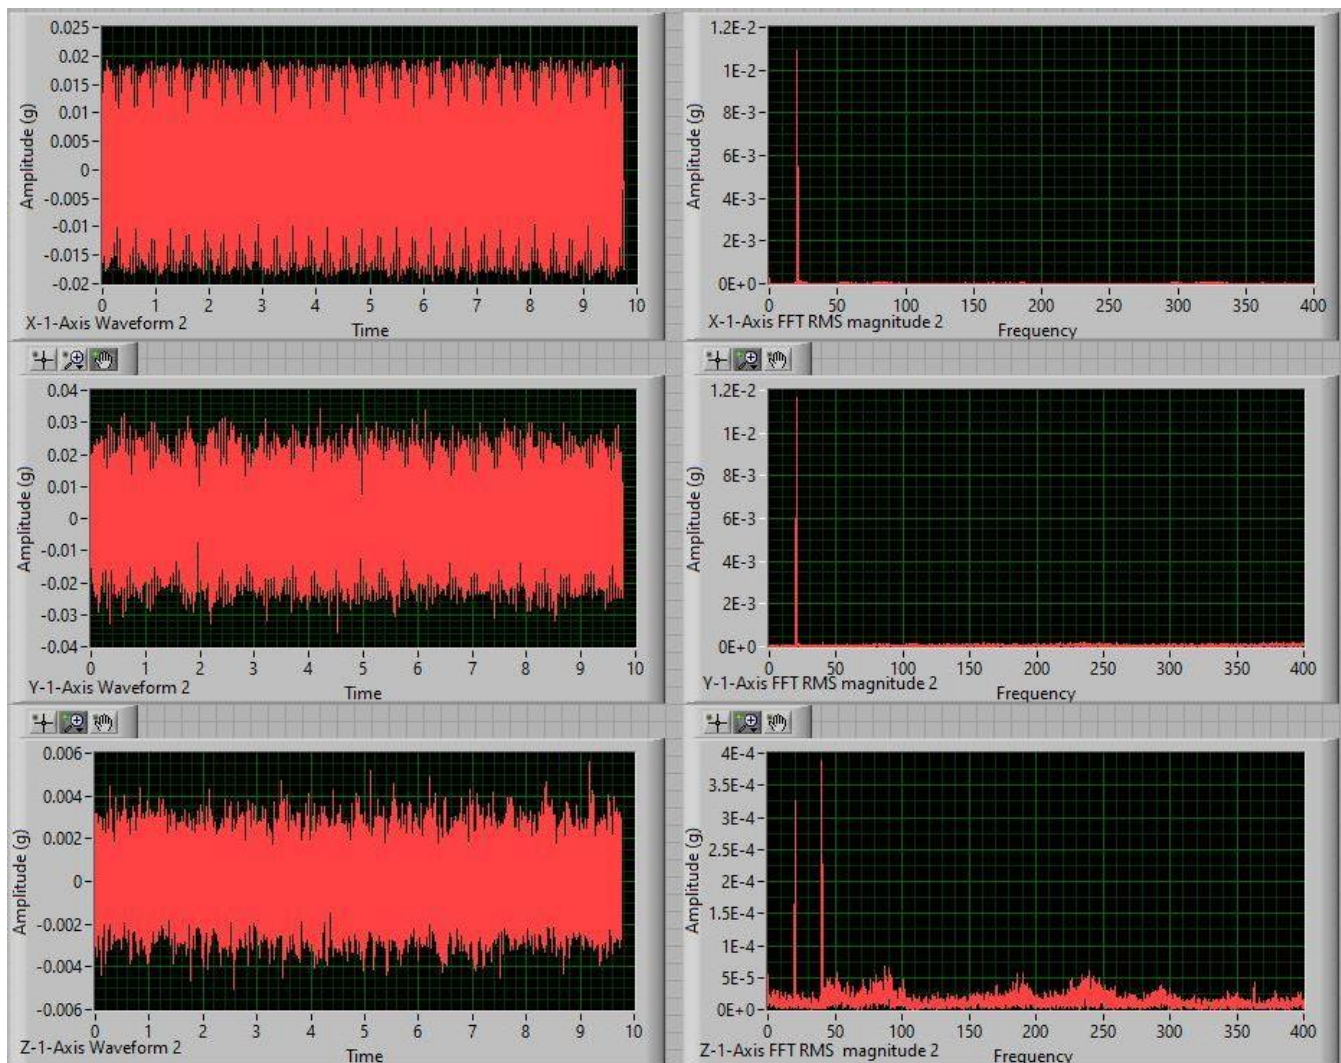 Amplitude (g)
0.025
0.02
0.015
0.01
0.005
0
-0.005
-0.01
-0.015
-0.02
0 1 2 3 4 5 6 7 8 9 10
X-1-Axis Waveform 2
Time
Amplitude (g)
1.2E-2
1E-2
8E-3
6E-3
4E-3
2E-3
0E+0
0 50 100 150 200 250 300 350 400
X-1-Axis FFT RMS magnitude 2
Frequency
Amplitude (g)
0.04
0.03
0.02
0.01
0
-0.01
-0.02
-0.03
-0.04
0 1 2 3 4 5 6 7 8 9 10
Y-1-Axis Waveform 2
Time
Amplitude (g)
1.2E-2
1E-2
8E-3
6E-3
4E-3
2E-3
0E+0
0 50 100 150 200 250 300 350 400
Y-1-Axis FFT RMS magnitude 2
Frequency
Amplitude (g)
0.006
0.004
0.002
0
-0.002
-0.004
-0.006
0 1 2 3 4 5 6 7 8 9 10
Z-1-Axis Waveform 2
Time
Amplitude (g)
4E-4
3.5E-4
3E-4
2.5E-4
2E-4
1.5E-4
1E-4
5E-5
0E+0
0 50 100 150 200 250 300 350 400
Z-1-Axis FFT RMS magnitude 2
Frequency